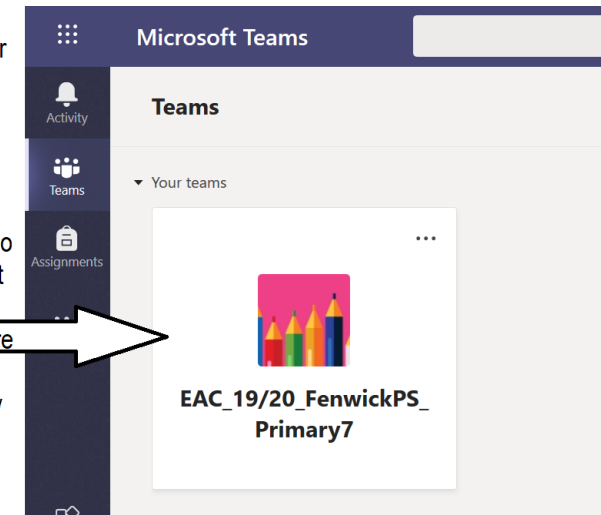 Microsoft Teams
Activity
Teams
Assignments
Teams
Your teams
EAC_19/20_FenwickPS_
Primary7